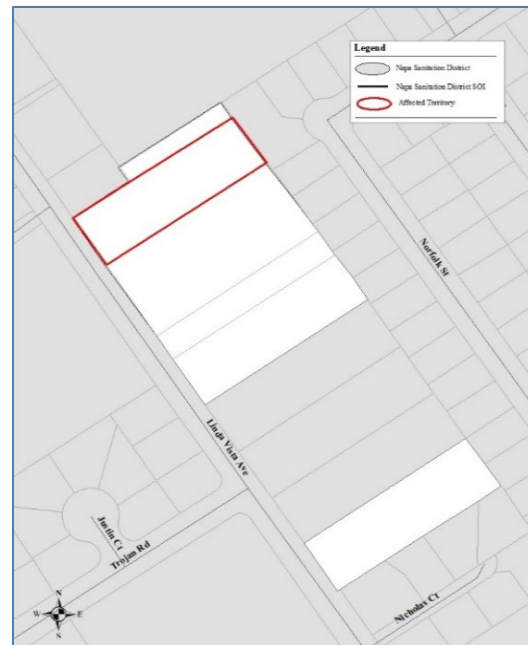 Legend
Napa Sanitation District
Napa Sanitation District SOI
Affected Territory
Norfolk St
Linda Vista Ave
Justin Ct
Trojan Rd
Nicholas Ct
N
W E
S